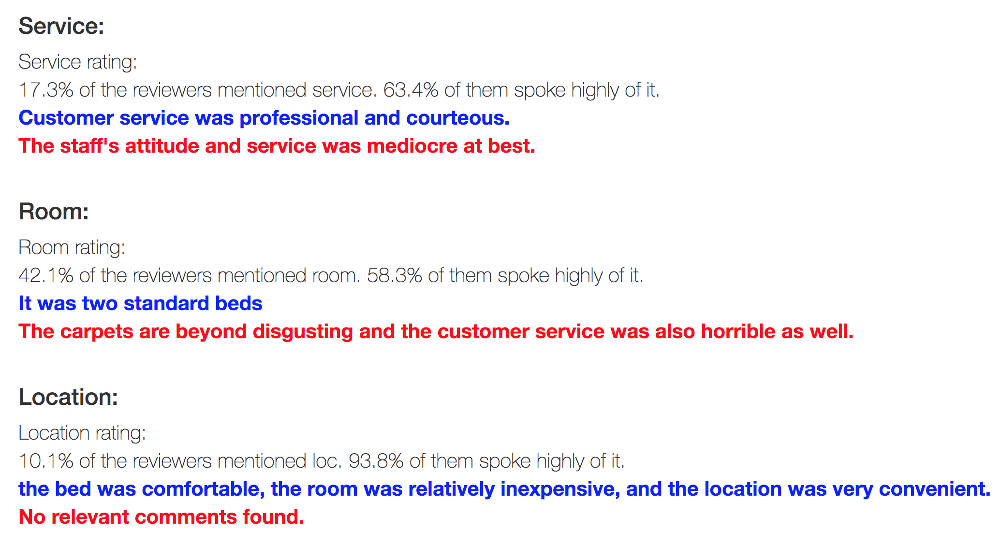 Service:
Service rating:
17.3% of the reviewers mentioned service. 63.4% of them spoke highly of it.
Customer service was professional and courteous.
The staff's attitude and service was mediocre at best.
Room:
Room rating:
42.1% of the reviewers mentioned room. 58.3% of them spoke highly of it.
It was two standard beds
The carpets are beyond disgusting and the customer service was also horrible as well.
Location:
Location rating:
10.1% of the reviewers mentioned loc. 93.8% of them spoke highly of it.
the bed was comfortable, the room was relatively inexpensive, and the location was very convenient.
No relevant comments found.